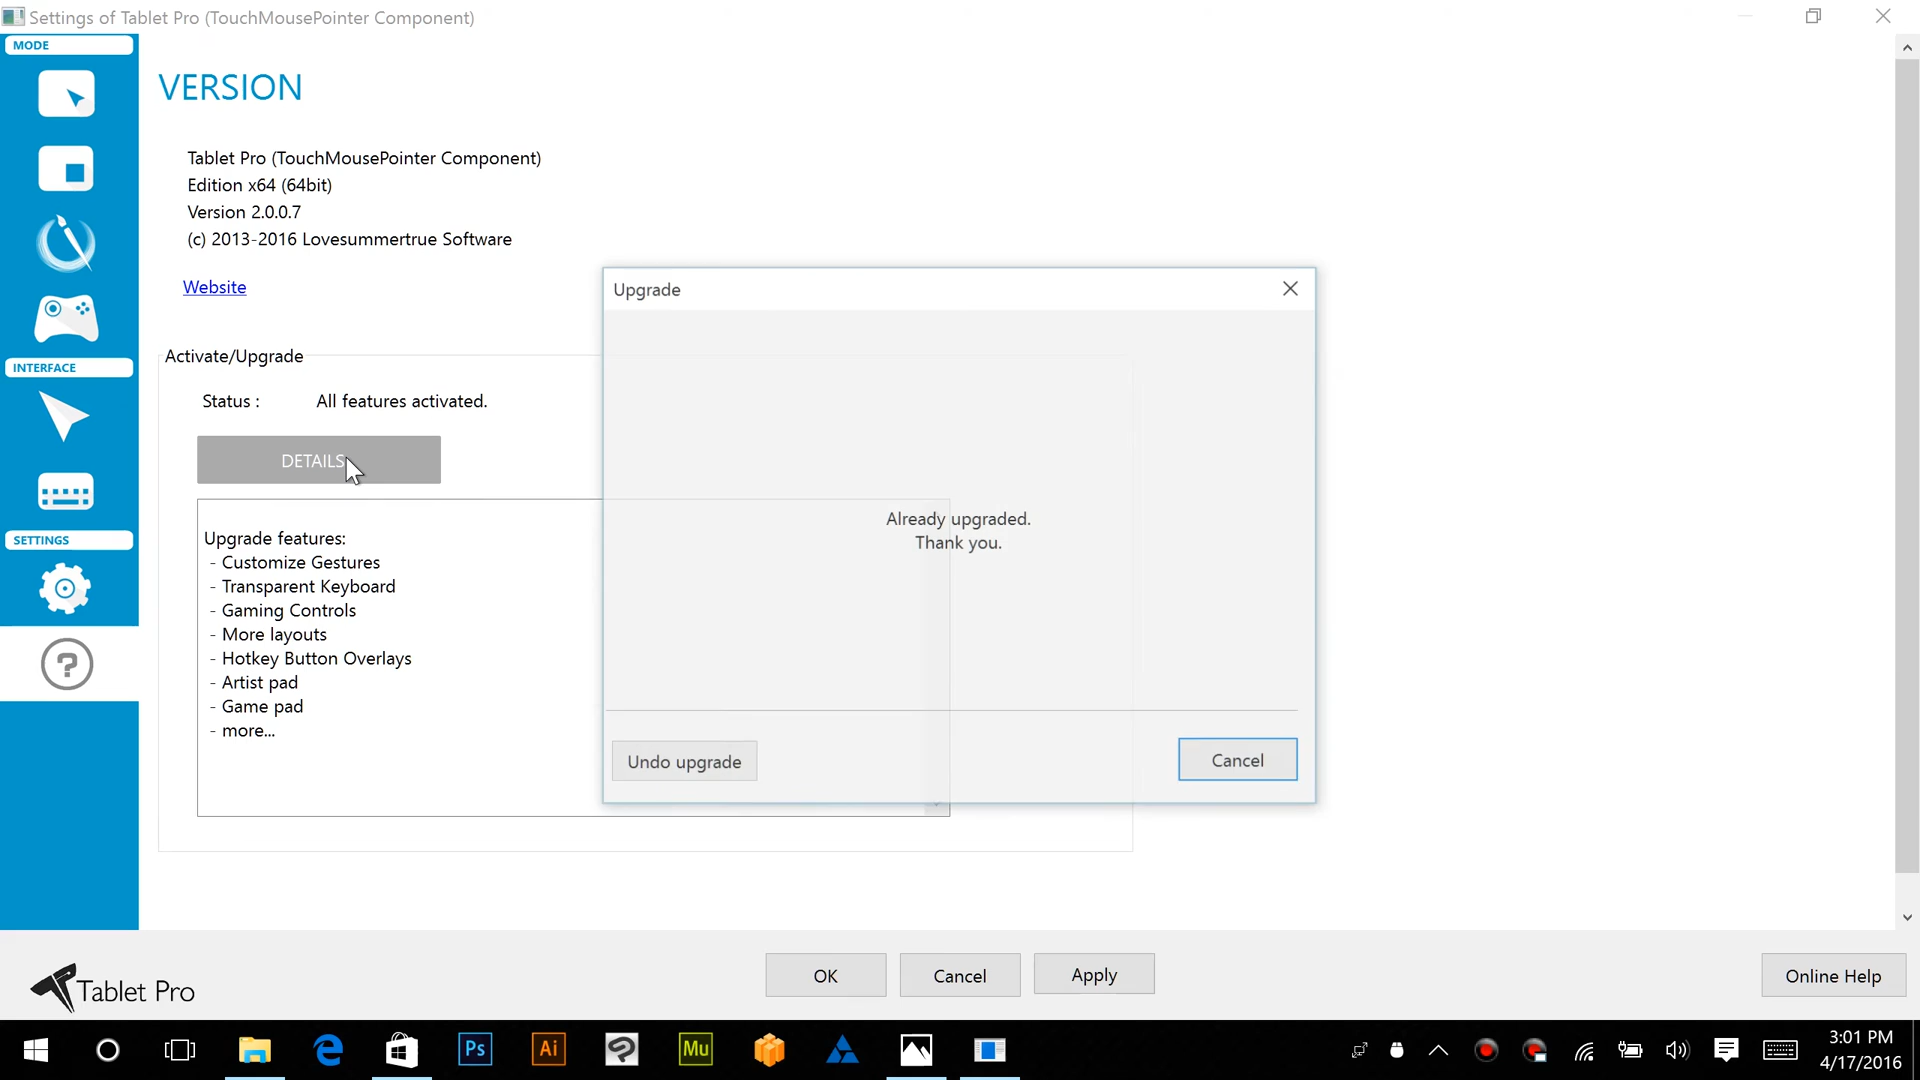 Settings of Tablet Pro (TouchMousePointer Component)
MODE
VERSION
Tablet Pro (TouchMousePointer Component)
Edition x64 (64bit)
Version 2.0.0.7
(c) 2013-2016 Lovesummertrue Software
Website
Upgrade
Activate/Upgrade
INTERFACE
Status : All features activated.
DETAILS
Already upgraded.
Thank you.
SETTINGS
Upgrade features:
- Customize Gestures
- Transparent Keyboard
- Gaming Controls
- More layouts
- Hotkey Button Overlays
- Artist pad
- Game pad
- more...
?
Undo upgrade
Cancel
Tablet Pro
OK
Cancel
Apply
Online Help
Ps
Ai
Mu
3:01 PM
4/17/2016